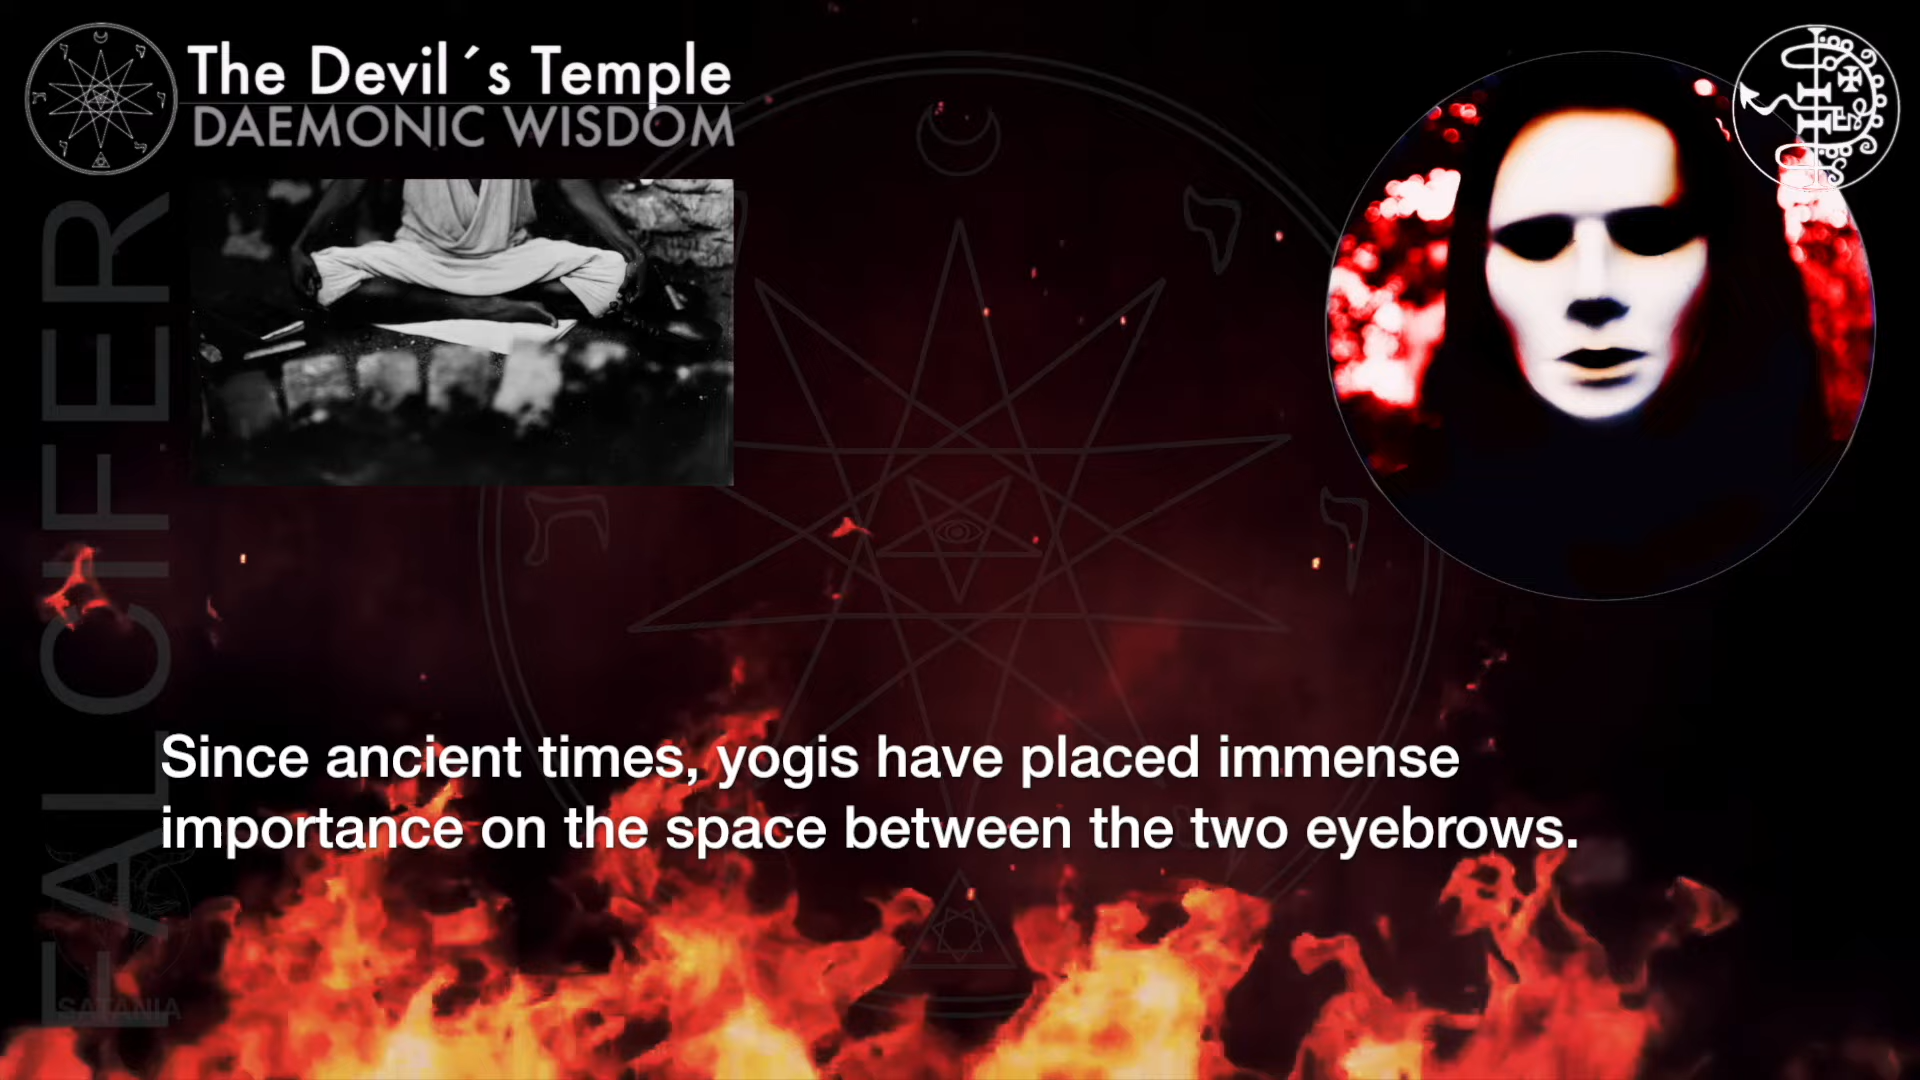 The Devil´s Temple
DAEMONIC WISDOM
FALCIFER
Since ancient times, yogis have placed immense
importance on the space between the two eyebrows.
SATANIA